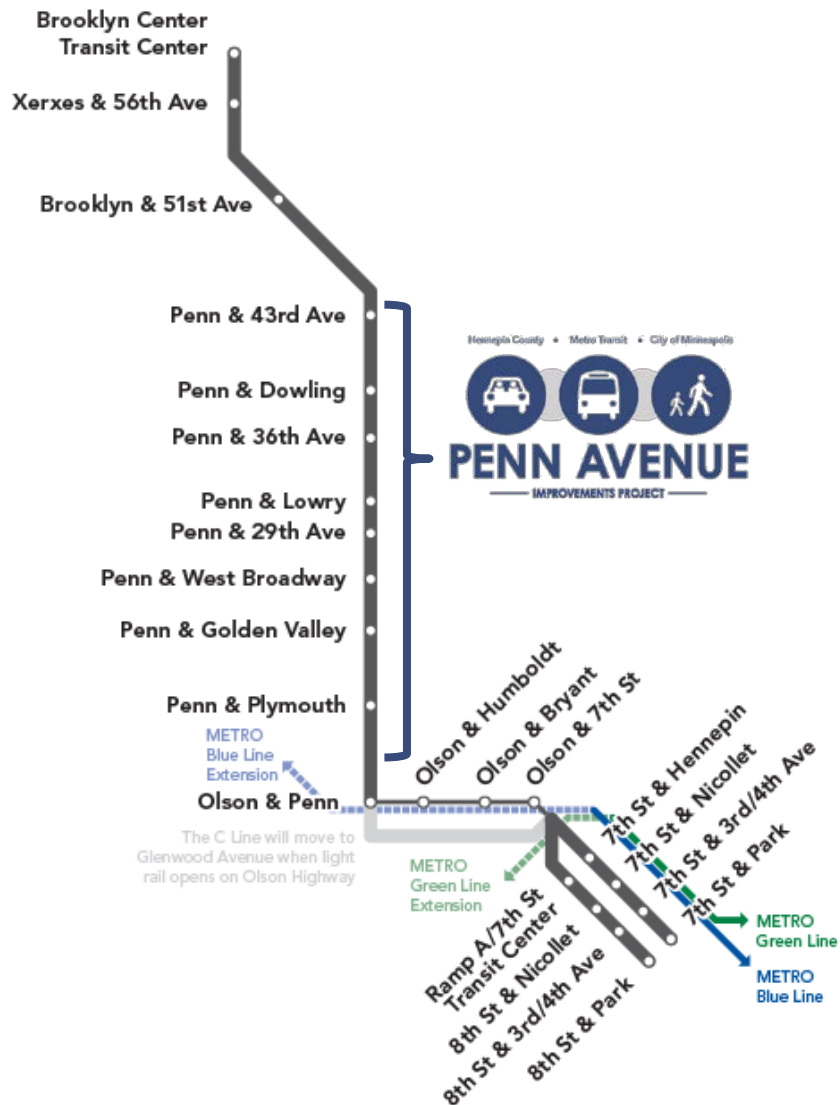 Brooklyn Center
Transit Center
Xerxes & 56th Ave
Brooklyn & 51st Ave
Penn & 43rd Ave
Hennepin County • Metro Transit • City of Minneapolis
PENN AVENUE
IMPROVEMENTS PROJECT
Penn & Dowling
Penn & 36th Ave
Penn & Lowry
Penn & 29th Ave
Penn & West Broadway
Penn & Golden Valley
Penn & Plymouth
METRO
Blue Line
Extension
Olson & Penn
Olson & Humboldt
Olson & Bryant
Olson & 7th St
7th St & Hennepin
7th St & Nicollet
7th St & 3rd/4th Ave
7th St & Park
The C Line will move to
Glenwood Avenue when light
rail opens on Olson Highway
METRO
Green Line
Extension
Ramp A/7th St
Transit Center
8th St & Nicollet
8th St & 3rd/4th Ave
8th St & Park
METRO
Green Line
METRO
Blue Line